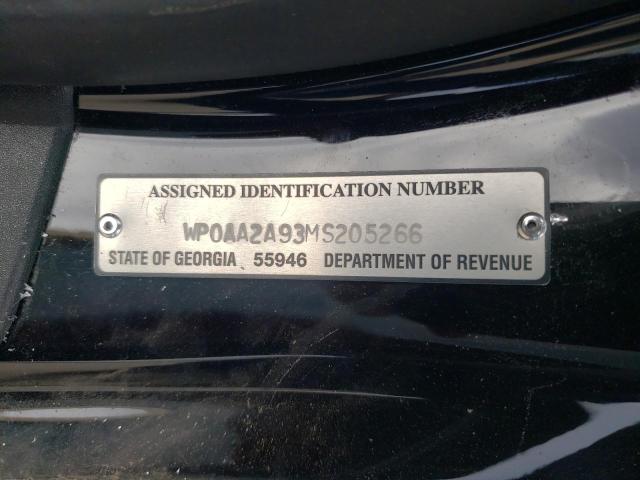 ASSIGNED IDENTIFICATION NUMBER
WP0AA2A93MS205266
STATE OF GEORGIA 55946 DEPARTMENT OF REVENUE